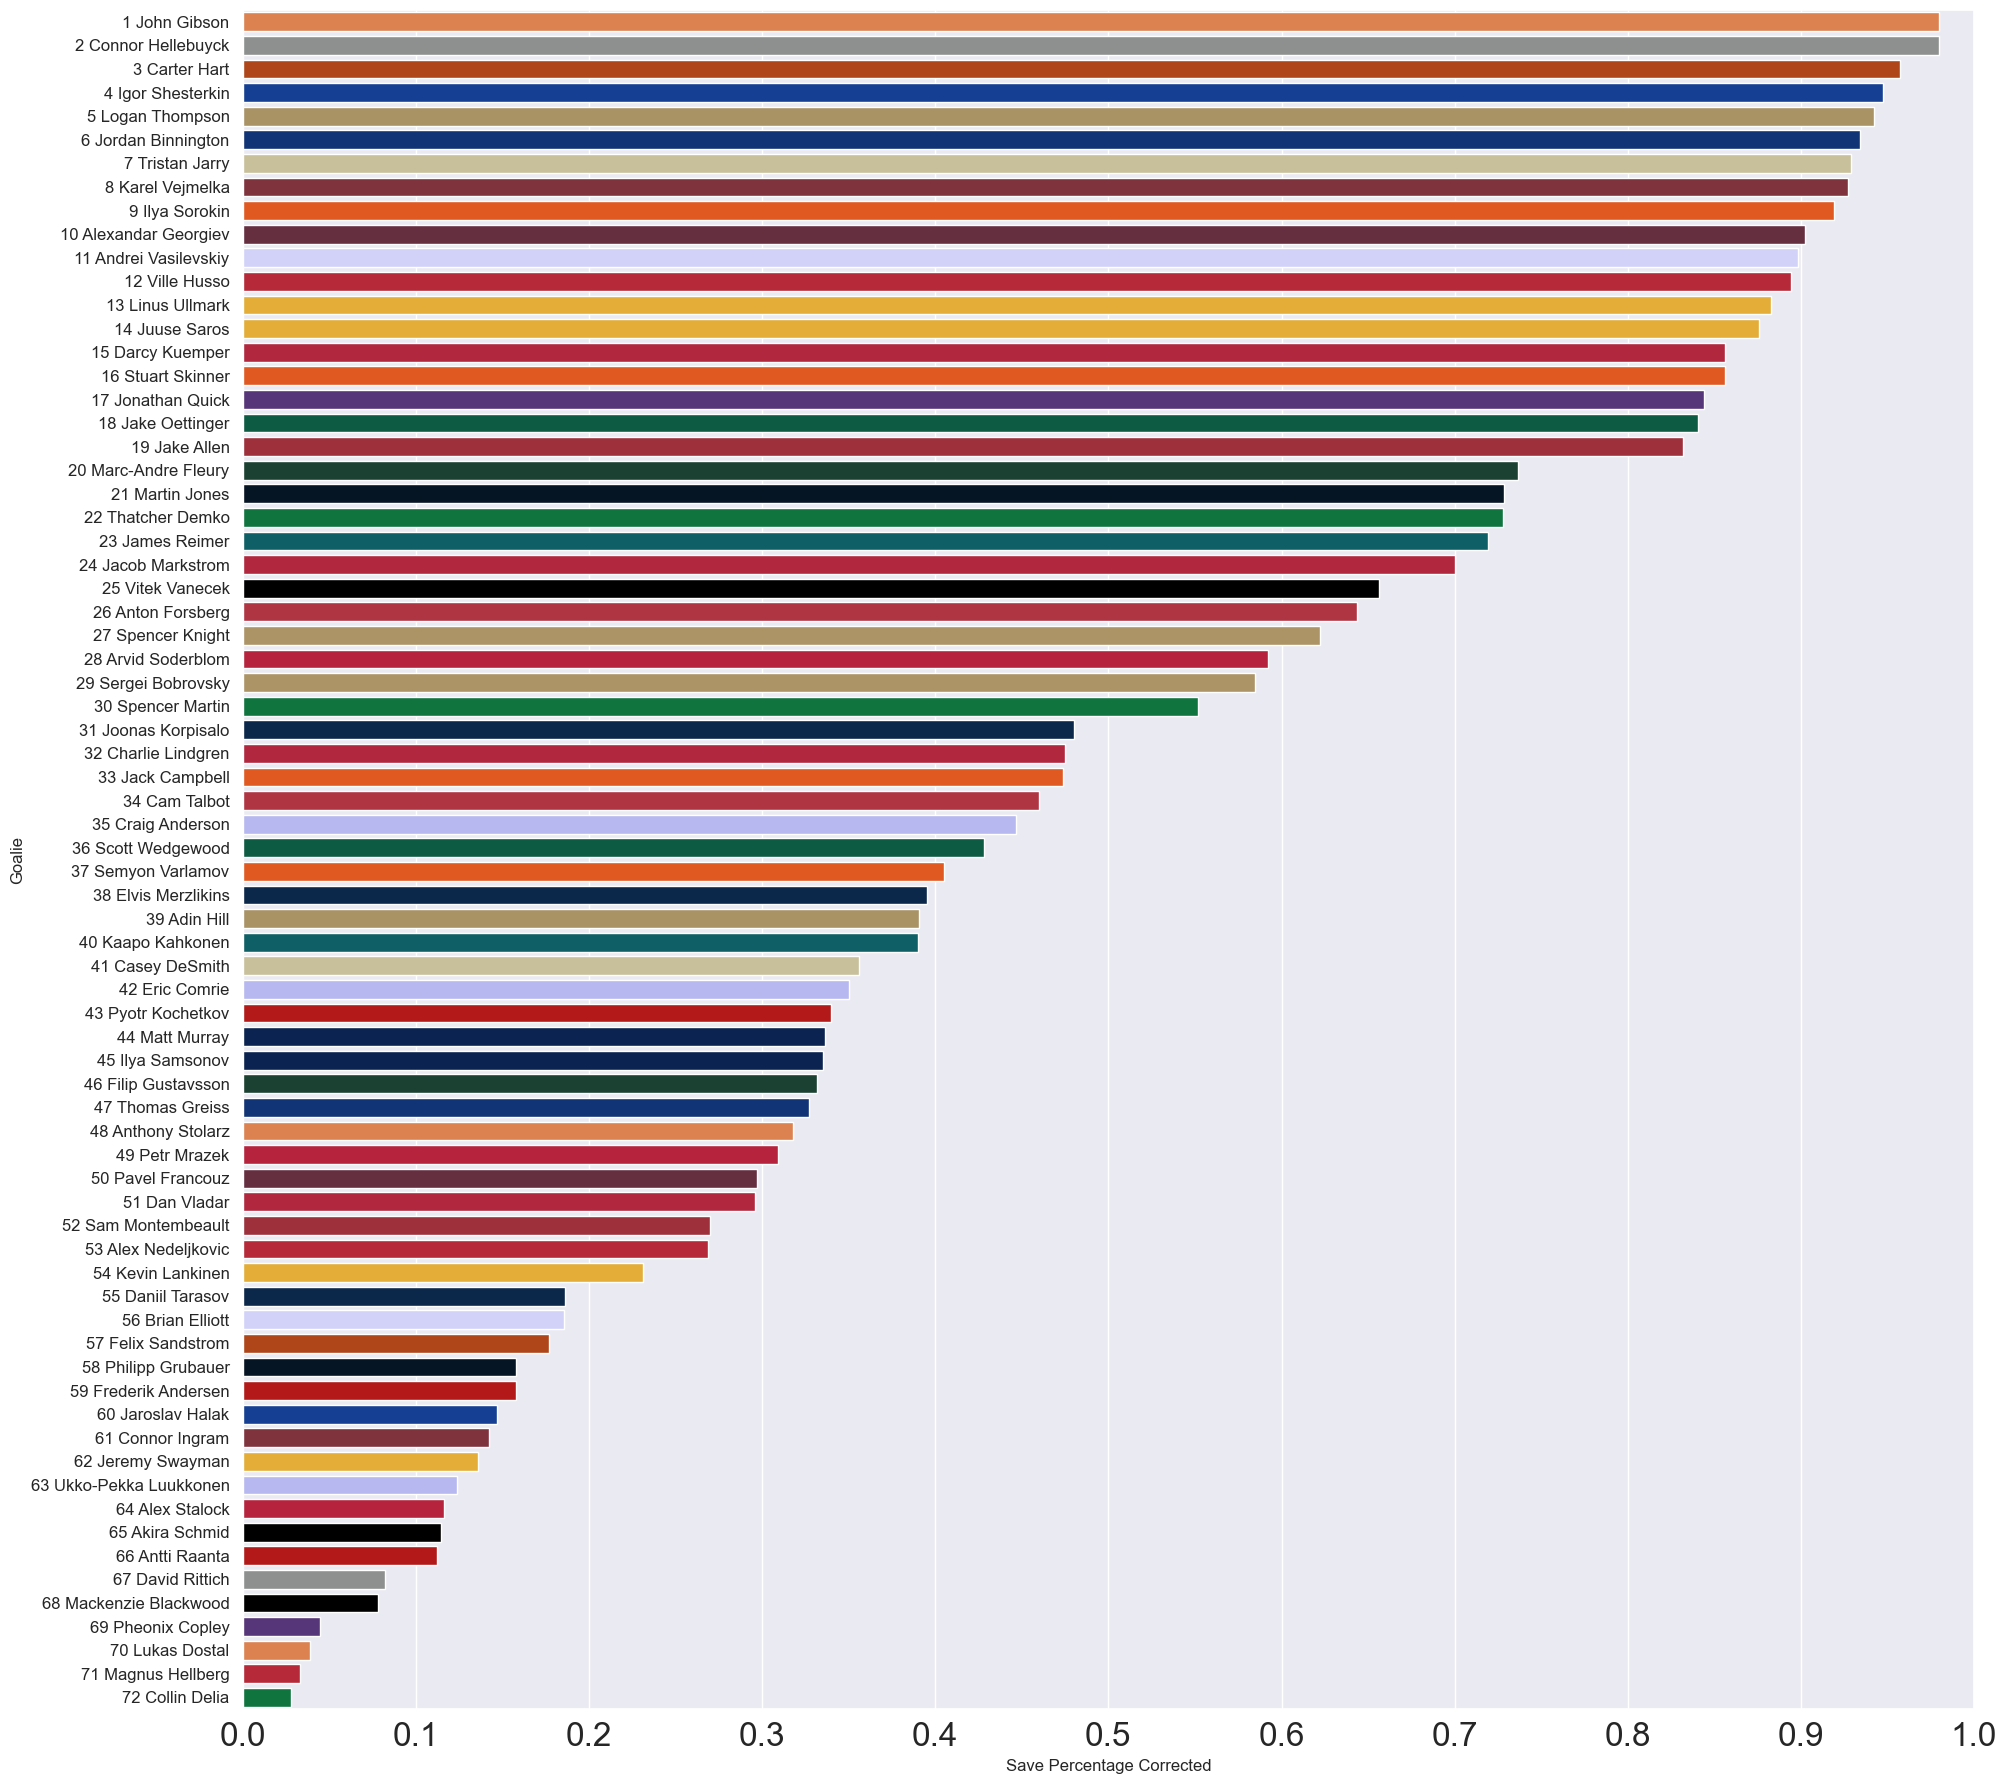 1 John Gibson
2 Connor Hellebuyck
3 Carter Hart
4 Igor Shesterkin
5 Logan Thompson
6 Jordan Binnington
7 Tristan Jarry
8 Karel Vejmelka
9 Ilya Sorokin
10 Alexandar Georgiev
11 Andrei Vasilevskiy
12 Ville Husso
13 Linus Ullmark
14 Juuse Saros
15 Darcy Kuemper
16 Stuart Skinner
17 Jonathan Quick
18 Jake Oettinger
19 Jake Allen
20 Marc-Andre Fleury
21 Martin Jones
22 Thatcher Demko
23 James Reimer
24 Jacob Markstrom
25 Vitek Vanecek
26 Anton Forsberg
27 Spencer Knight
28 Arvid Soderblom
29 Sergei Bobrovsky
30 Spencer Martin
31 Joonas Korpisalo
32 Charlie Lindgren
33 Jack Campbell
34 Cam Talbot
35 Craig Anderson
36 Scott Wedgewood
37 Semyon Varlamov
38 Elvis Merzlikins
39 Adin Hill
40 Kaapo Kahkonen
41 Casey DeSmith
42 Eric Comrie
43 Pyotr Kochetkov
44 Matt Murray
45 Ilya Samsonov
46 Filip Gustavsson
47 Thomas Greiss
48 Anthony Stolarz
49 Petr Mrazek
50 Pavel Francouz
51 Dan Vladar
52 Sam Montembeault
53 Alex Nedeljkovic
54 Kevin Lankinen
55 Daniil Tarasov
56 Brian Elliott
57 Felix Sandstrom
58 Philipp Grubauer
59 Frederik Andersen
60 Jaroslav Halak
61 Connor Ingram
62 Jeremy Swayman
63 Ukko-Pekka Luukkonen
64 Alex Stalock
65 Akira Schmid
66 Antti Raanta
67 David Rittich
68 Mackenzie Blackwood
69 Pheonix Copley
70 Lukas Dostal
71 Magnus Hellberg
72 Collin Delia
Goalie
0.0 0.1 0.2 0.3 0.4 0.5 0.6 0.7 0.8 0.9 1.0
Save Percentage Corrected